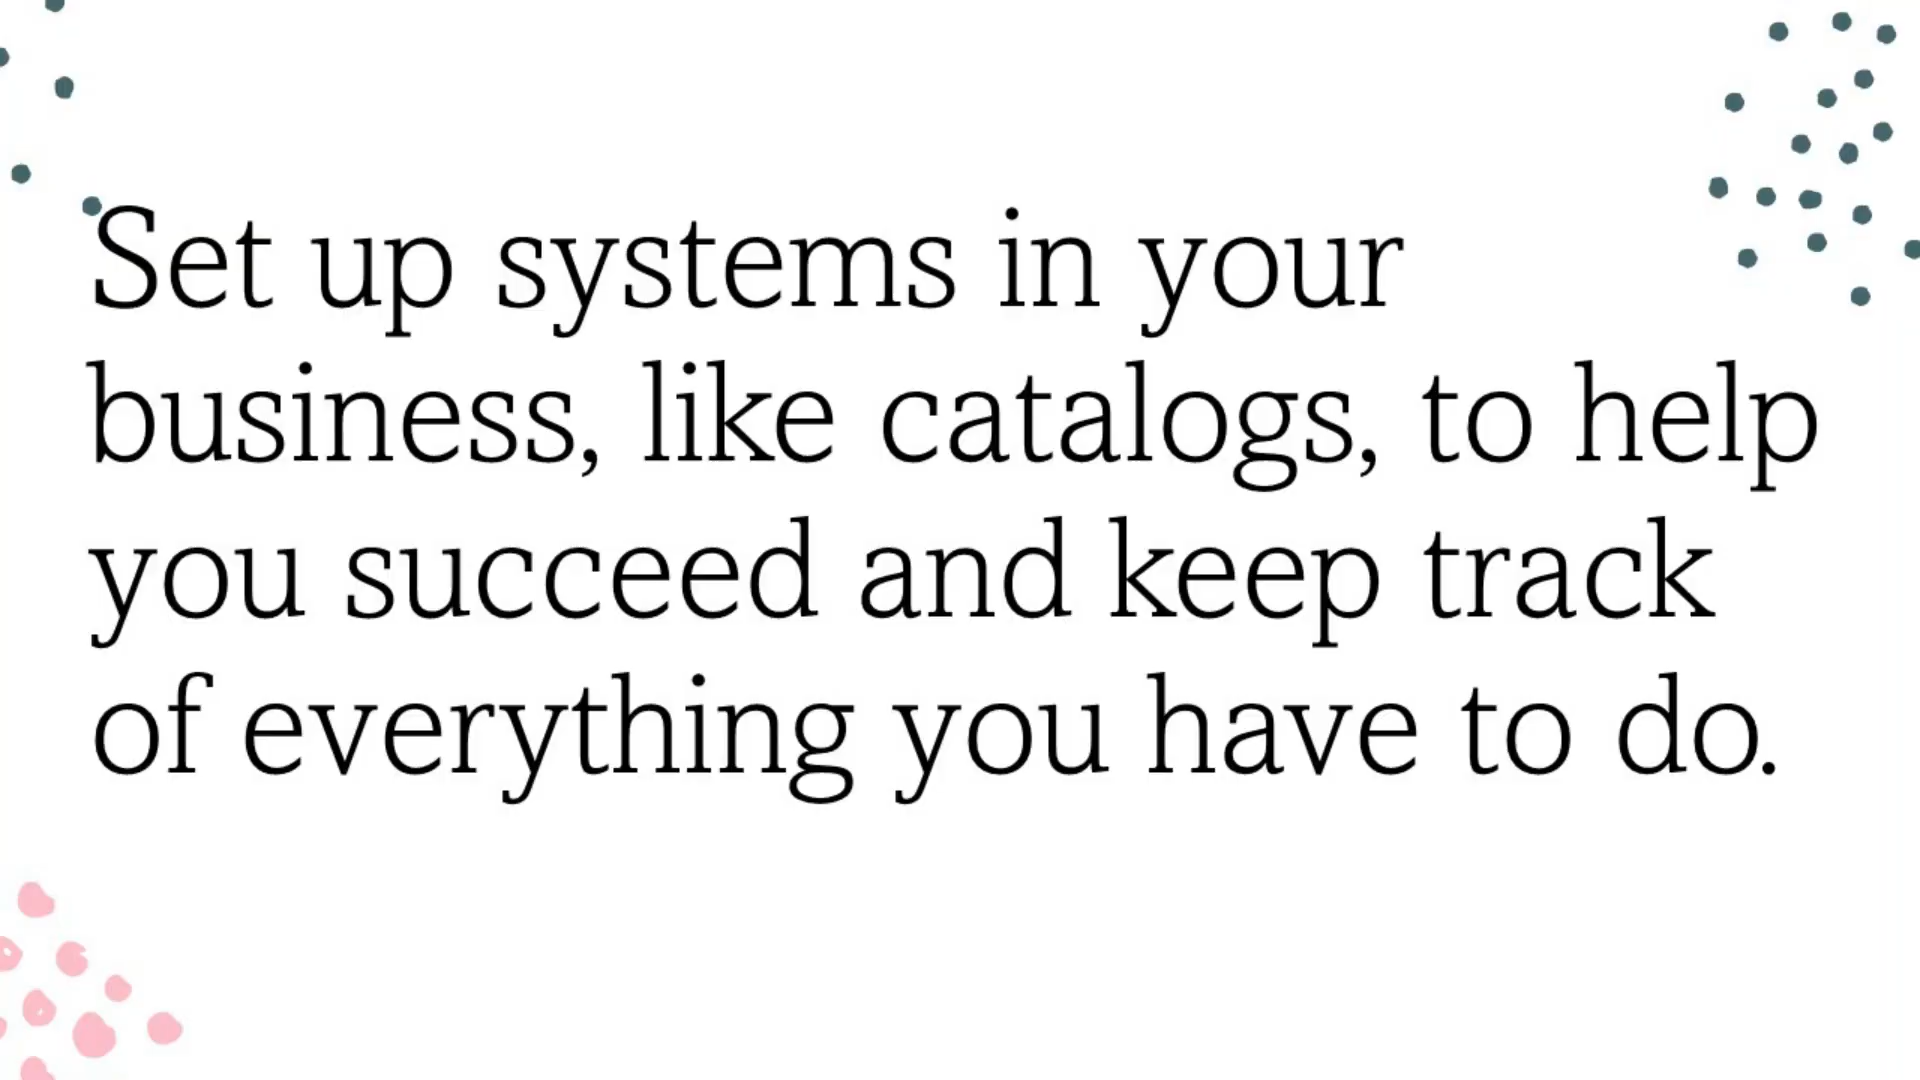 Set up systems in your
business, like catalogs, to help
you succeed and keep track
of everything you have to do.